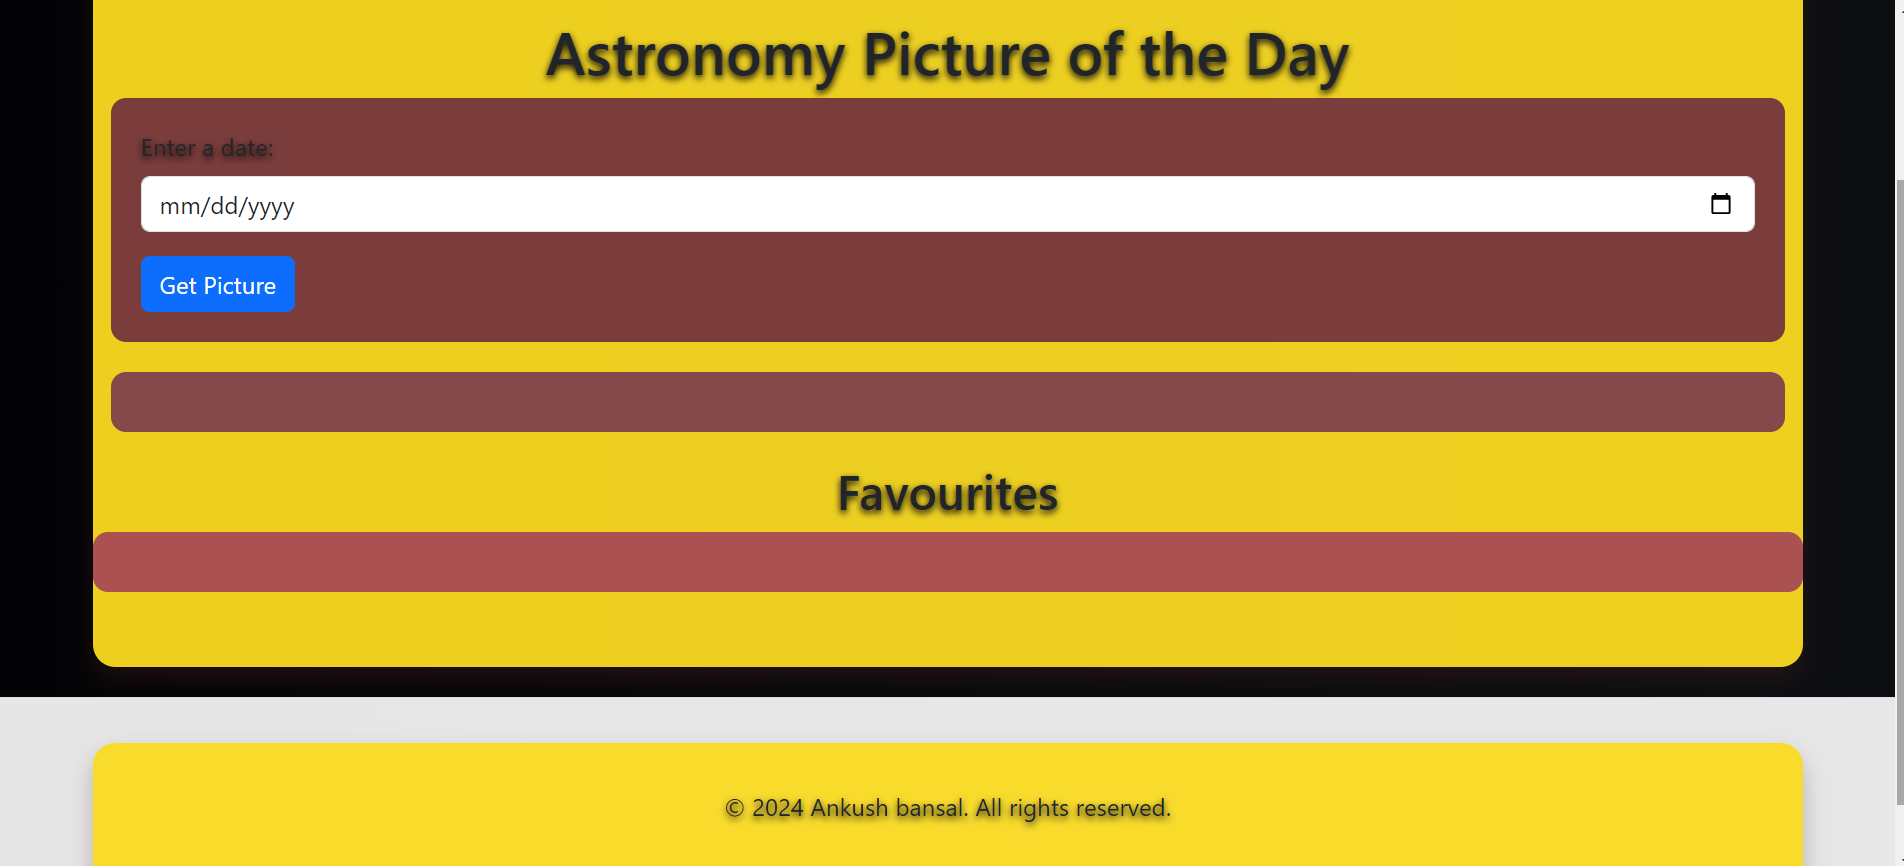 Astronomy Picture of the Day
Enter a date:
mm/dd/yyyy
Get Picture
Favourites
© 2024 Ankush bansal. All rights reserved.